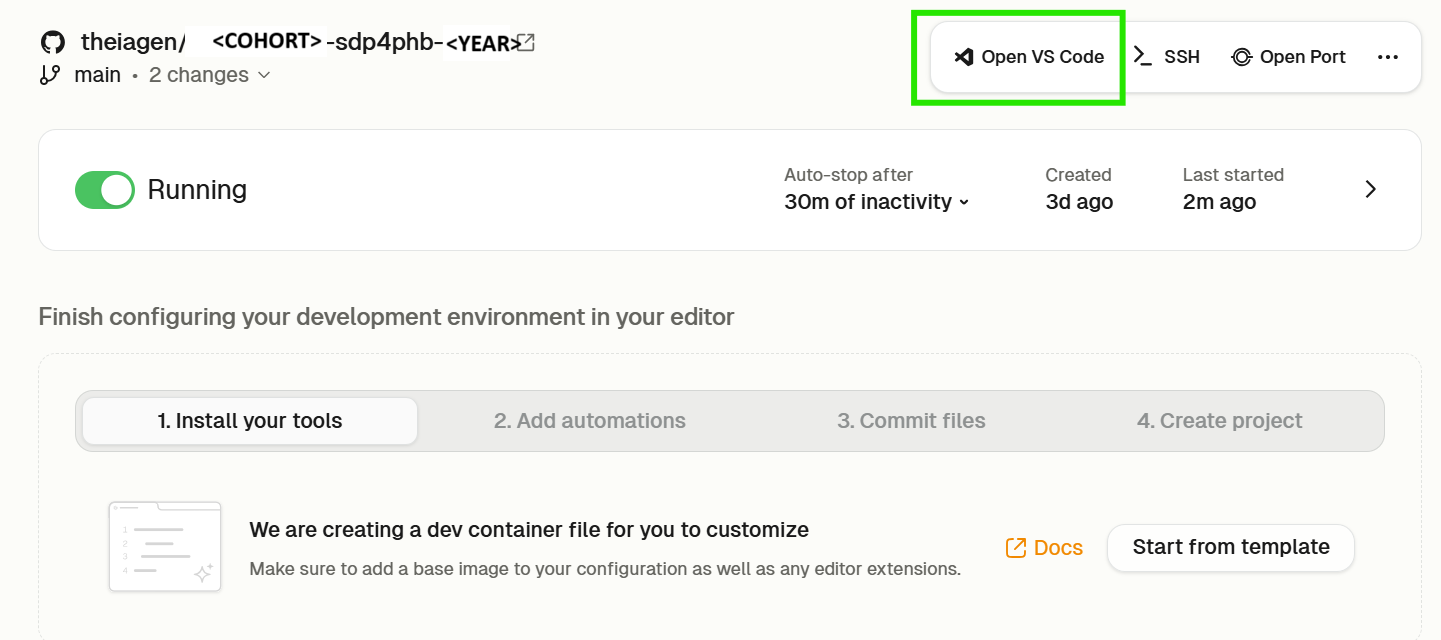 theiagen/ <COHORT> -sdp4phb- <YEAR>
Open VS Code SSH Open Port
main • 2 changes
Running
Auto-stop after
30m of inactivity
Created
3d ago
Last started
2m ago
Finish configuring your development environment in your editor
1. Install your tools
2. Add automations
3. Commit files
4. Create project
1
2
3
4
We are creating a dev container file for you to customize
Make sure to add a base image to your configuration as well as any editor extensions.
Docs
Start from template